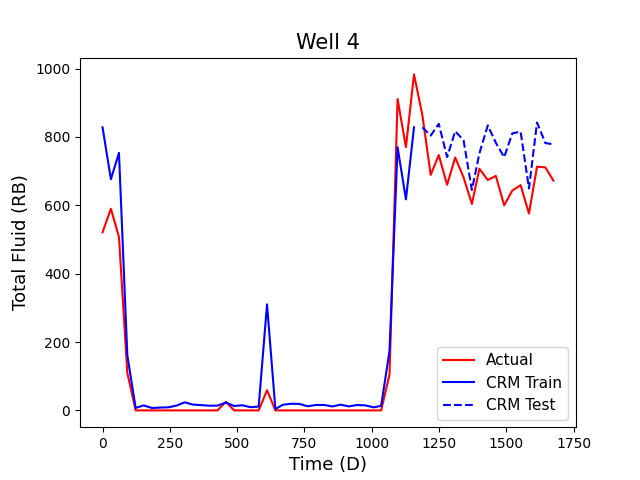 Well 4
Total Fluid (RB)
1000
800
600
400
200
0
0 250 500 750 1000 1250 1500 1750
Time (D)
Actual
CRM Train
CRM Test